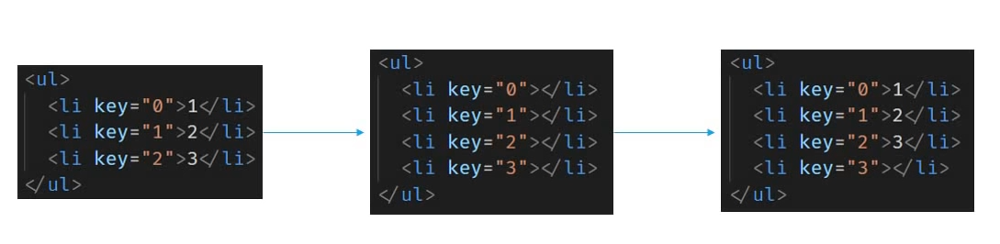 <ul>
<li key="0">1</li>
<li key="1">2</li>
<li key="2">3</li>
</ul>
<ul>
<li key="0"></li>
<li key="1"></li>
<li key="2"></li>
<li key="3"></li>
</ul>
<ul>
<li key="0">1</li>
<li key="1">2</li>
<li key="2">3</li>
<li key="3"></li>
</ul>